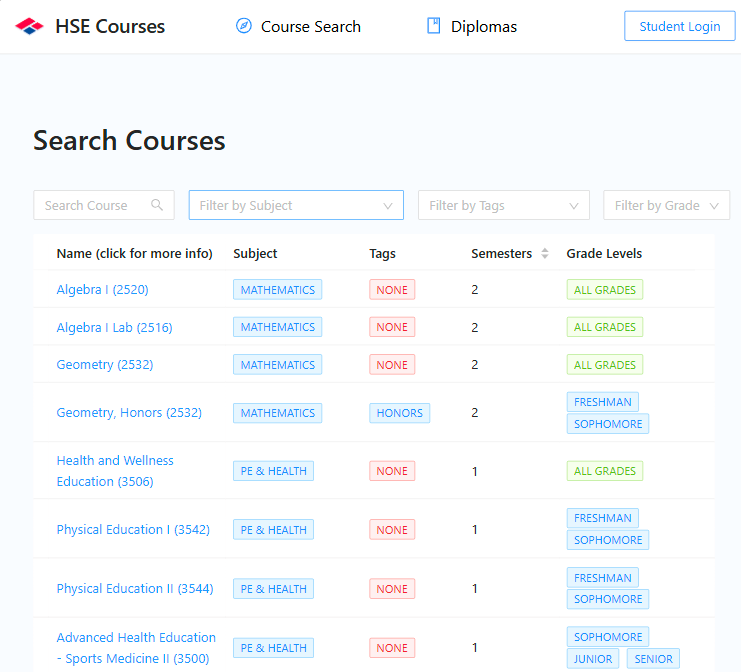 HSE Courses Course Search Diplomas Student Login
Search Courses
Search Course Filter by Subject Filter by Tags Filter by Grade
Name (click for more info) Subject Tags Semesters Grade Levels
Algebra I (2520) MATHEMATICS NONE 2 ALL GRADES
Algebra I Lab (2516) MATHEMATICS NONE 2 ALL GRADES
Geometry (2532) MATHEMATICS NONE 2 ALL GRADES
Geometry, Honors (2532) MATHEMATICS HONORS 2 FRESHMAN
SOPHOMORE
Health and Wellness
Education (3506) PE & HEALTH NONE 1 ALL GRADES
Physical Education I (3542) PE & HEALTH NONE 1 FRESHMAN
SOPHOMORE
Physical Education II (3544) PE & HEALTH NONE 1 FRESHMAN
SOPHOMORE
Advanced Health Education
- Sports Medicine II (3500) PE & HEALTH NONE 1 SOPHOMORE
JUNIOR SENIOR